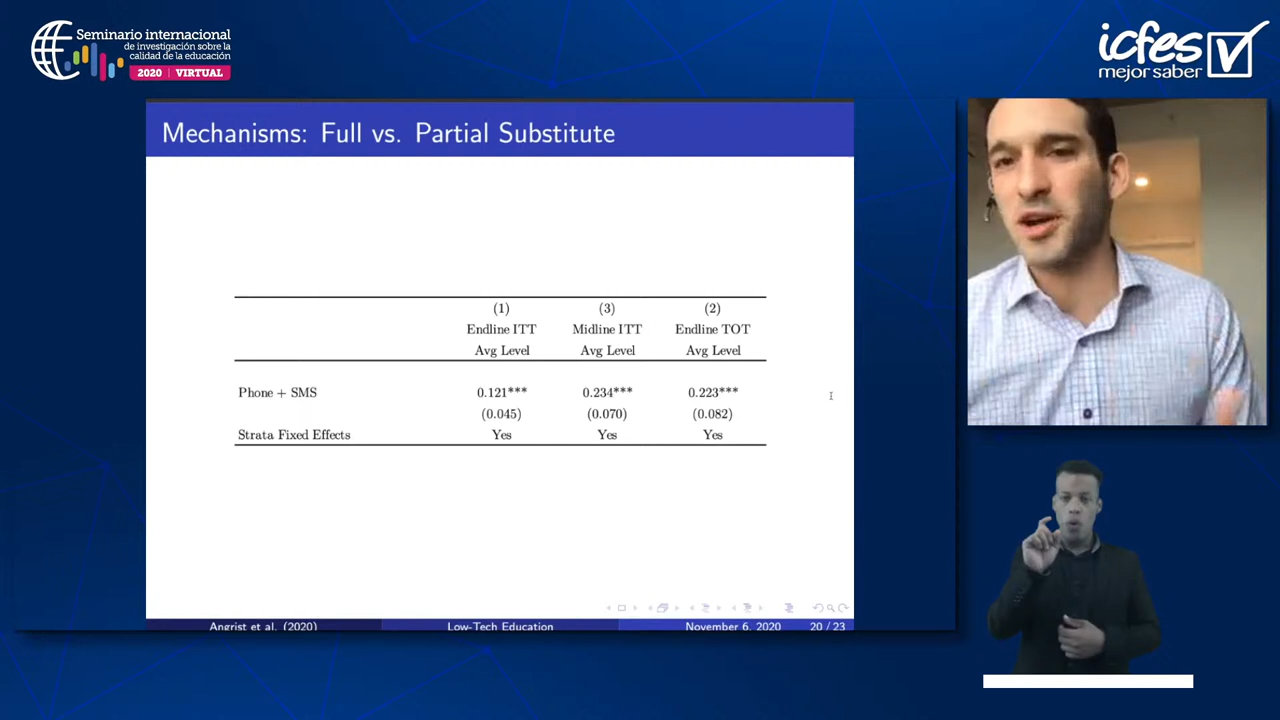 Seminario internacional
de investigación sobre la
calidad de la educación
2020 | VIRTUAL
icfes
mejor saber
Mechanisms: Full vs. Partial Substitute
(1) (3) (2)
Endline ITT Midline ITT Endline TOT
Avg Level Avg Level Avg Level
Phone + SMS 0.121*** 0.234*** 0.223***
(0.045) (0.070) (0.082)
Strata Fixed Effects Yes Yes Yes
Angrist et al. (2020) Low-Tech Education November 6, 2020 20 / 23